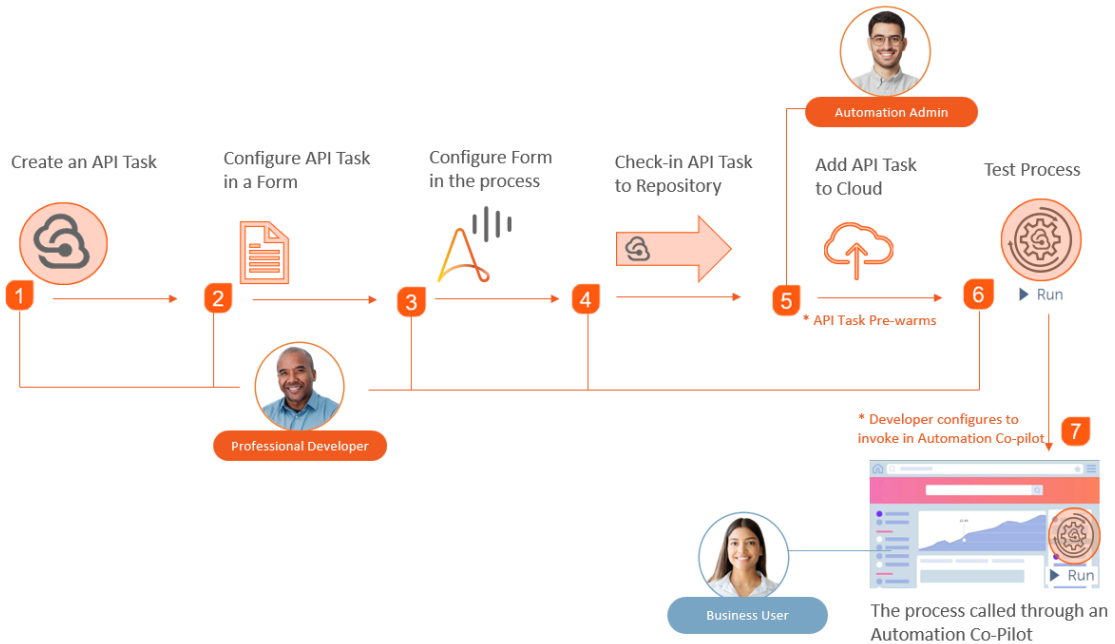 Automation Admin
Create an API Task
Configure API Task
in a Form
Configure Form
in the process
Check-in API Task
to Repository
Add API Task
to Cloud
Test Process
1
2
3
4
5
6
Run
* API Task Pre-warms
Professional Developer
* Developer configures to
invoke in Automation Co-pilot
7
Run
Business User
The process called through an
Automation Co-Pilot